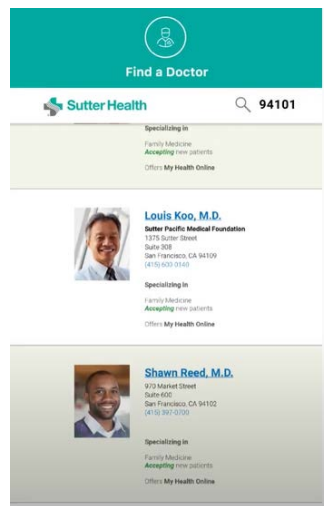 Find a Doctor
Sutter Health
94101
Specializing in
Family Medicine
Accepting new patients
Offers My Health Online
Louis Koo, M.D.
Sutter Pacific Medical Foundation
1375 Sutter Street
Suite 308
San Francisco, CA 94109
(415) 600-3140
Specializing in
Family Medicine
Accepting new patients
Offers My Health Online
Shawn Reed, M.D.
970 Market Street
Suite 600
San Francisco, CA 94102
(415) 397-0700
Specializing in
Family Medicine
Accepting new patients
Offers My Health Online